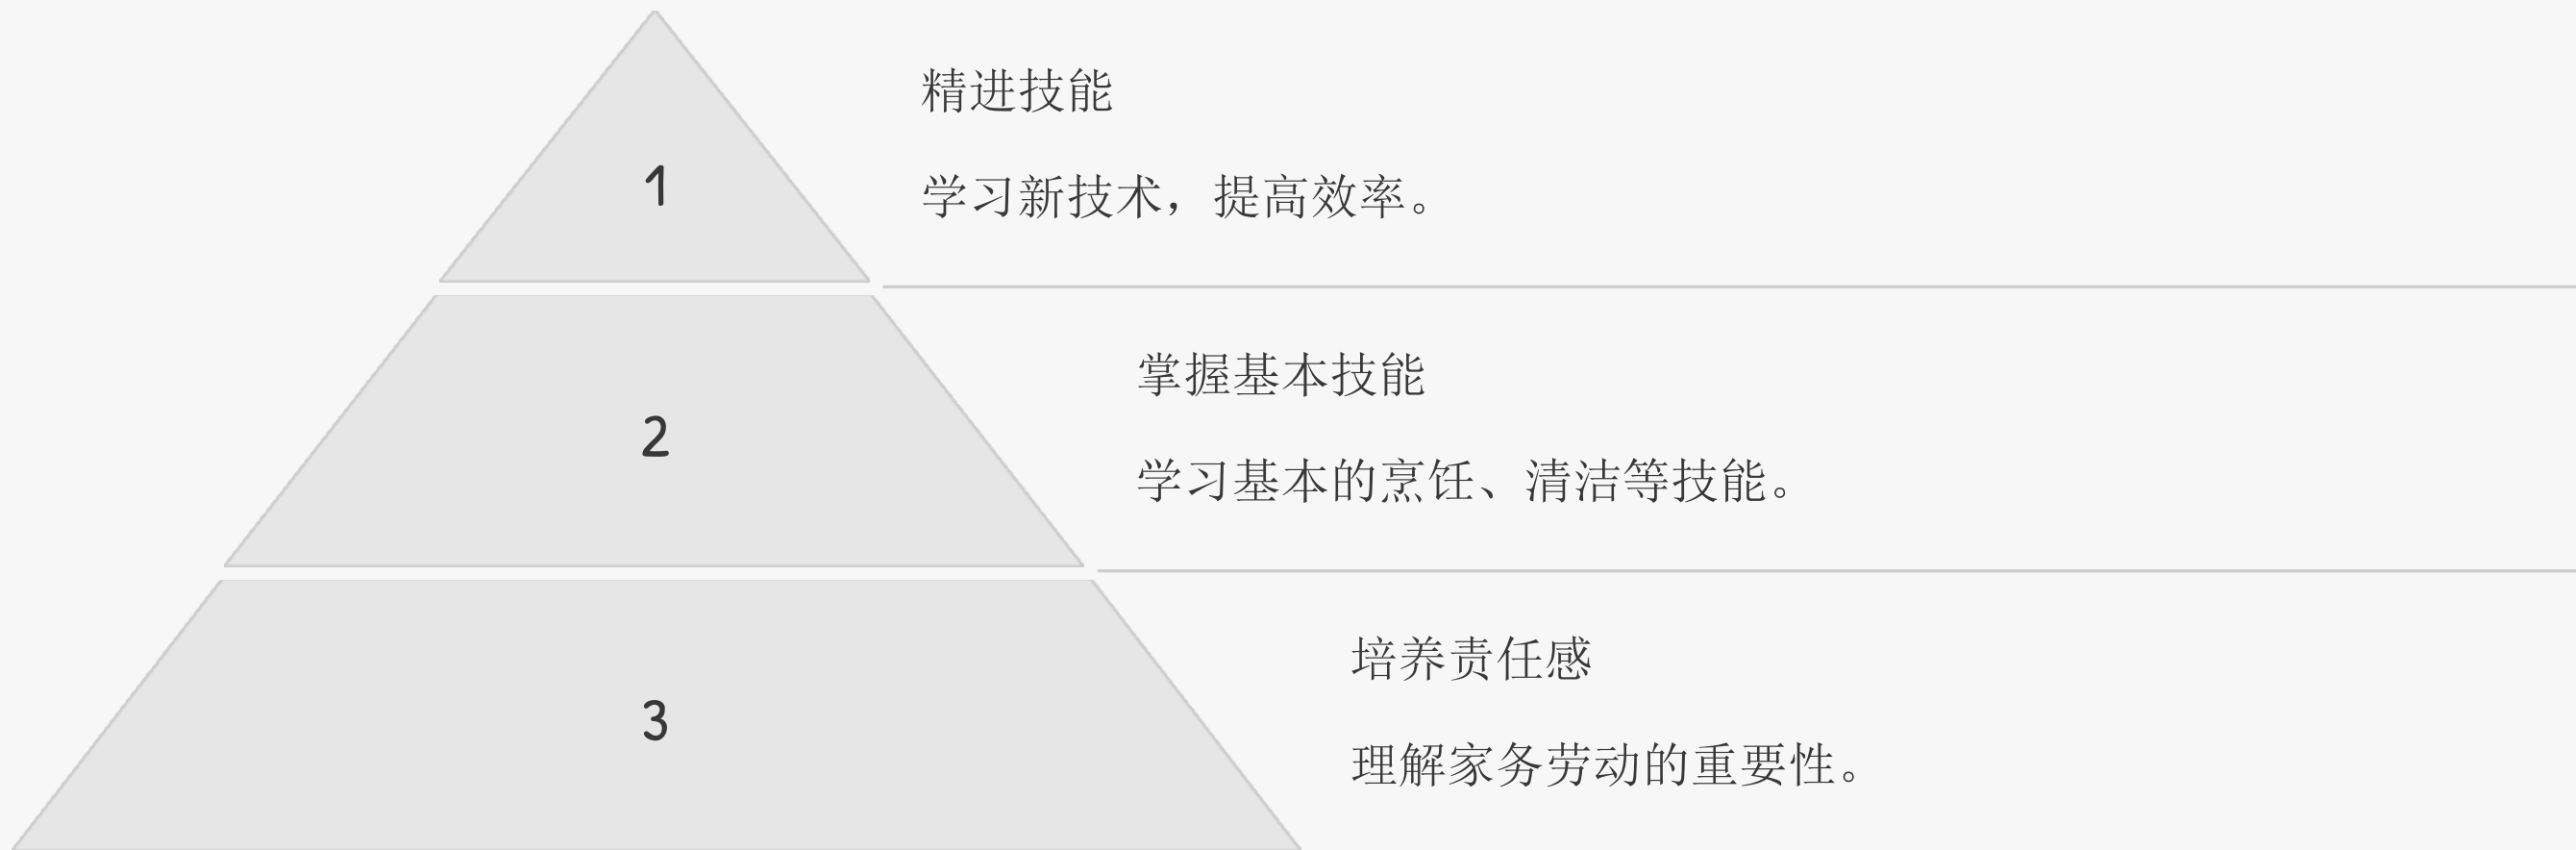 精进技能
学习新技术，提高效率。
1
掌握基本技能
学习基本的烹饪、清洁等技能。
2
培养责任感
理解家务劳动的重要性。
3